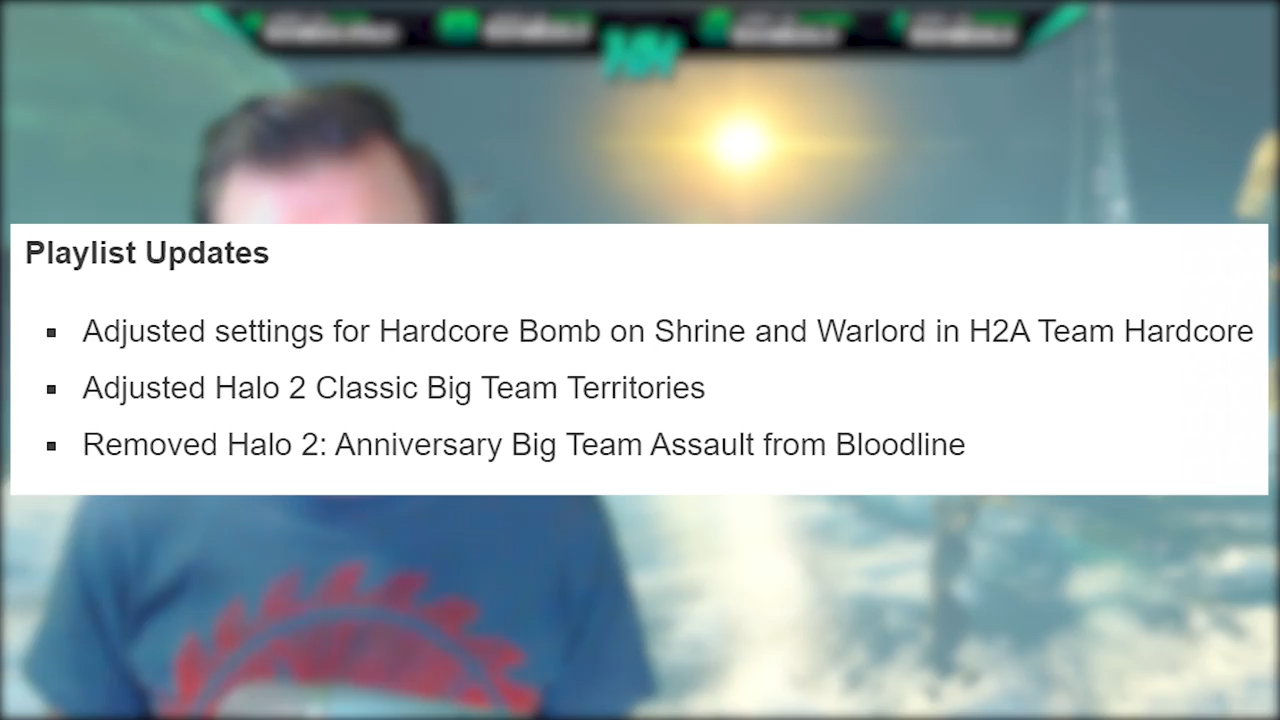 Playlist Updates
Adjusted settings for Hardcore Bomb on Shrine and Warlord in H2A Team Hardcore
Adjusted Halo 2 Classic Big Team Territories
Removed Halo 2: Anniversary Big Team Assault from Bloodline